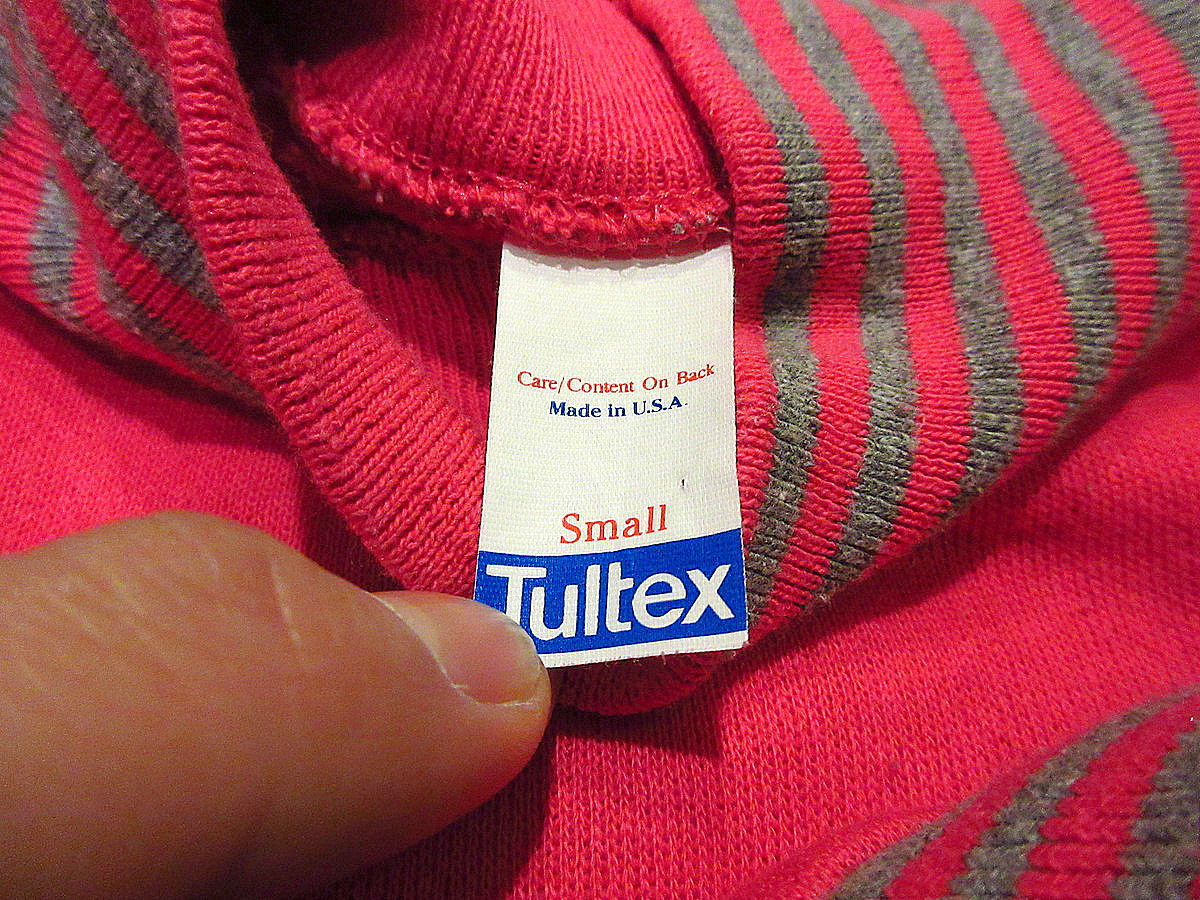 Care/Content On Back
Made in U.S.A.
Small
Tultex